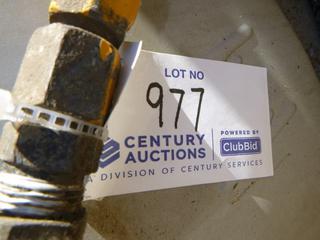 LOT NO
977
CENTURY
AUCTIONS
POWERED BY
ClubBid
A DIVISION OF CENTURY SERVICES